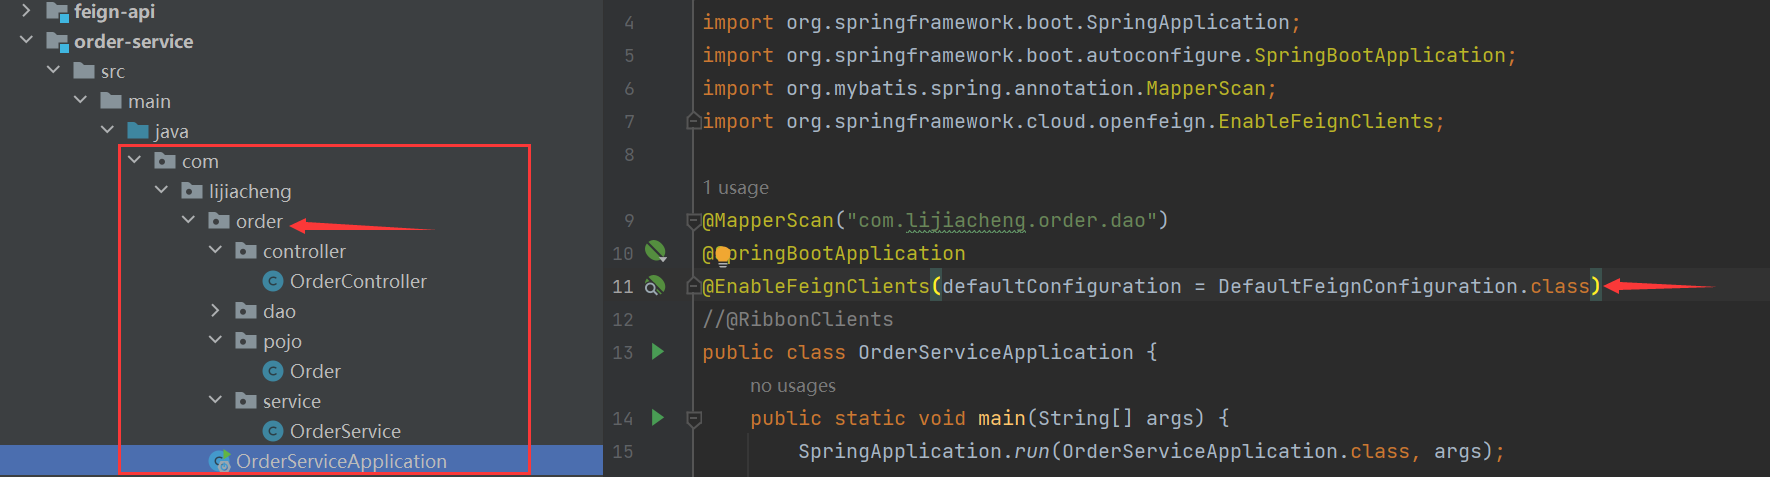 feign-api
order-service
src
main
java
com
lijiacheng
order
controller
OrderController
dao
pojo
Order
service
OrderService
OrderServiceApplication
4 import org.springframework.boot.SpringApplication;
5 import org.springframework.boot.autoconfigure.SpringBootApplication;
6 import org.mybatis.spring.annotation.MapperScan;
7 import org.springframework.cloud.openfeign.EnableFeignClients;
8
1 usage
9 @MapperScan("com.lijiacheng.order.dao")
10 @SpringBootApplication
11 @EnableFeignClients(defaultConfiguration = DefaultFeignConfiguration.class)
12 //@RibbonClients
13 public class OrderServiceApplication {
no usages
14 public static void main(String[] args) {
15 SpringApplication.run(OrderServiceApplication.class, args);